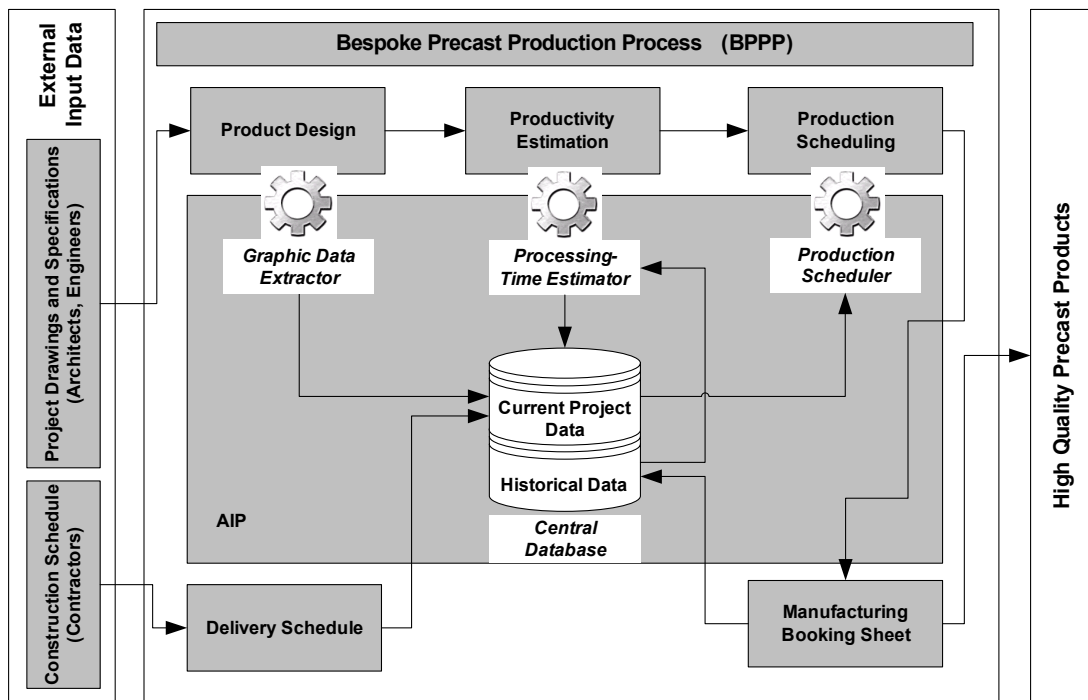 External
Input Data
Project Drawings and Specifications
(Architects, Engineers)
Construction Schedule
(Contractors)
Bespoke Precast Production Process (BPPP)
Product Design
Productivity
Estimation
Production
Scheduling
Graphic Data
Extractor
Processing-
Time Estimator
Production
Scheduler
Current Project
Data
Historical Data
AIP
Central
Database
Delivery Schedule
Manufacturing
Booking Sheet
High Quality Precast Products